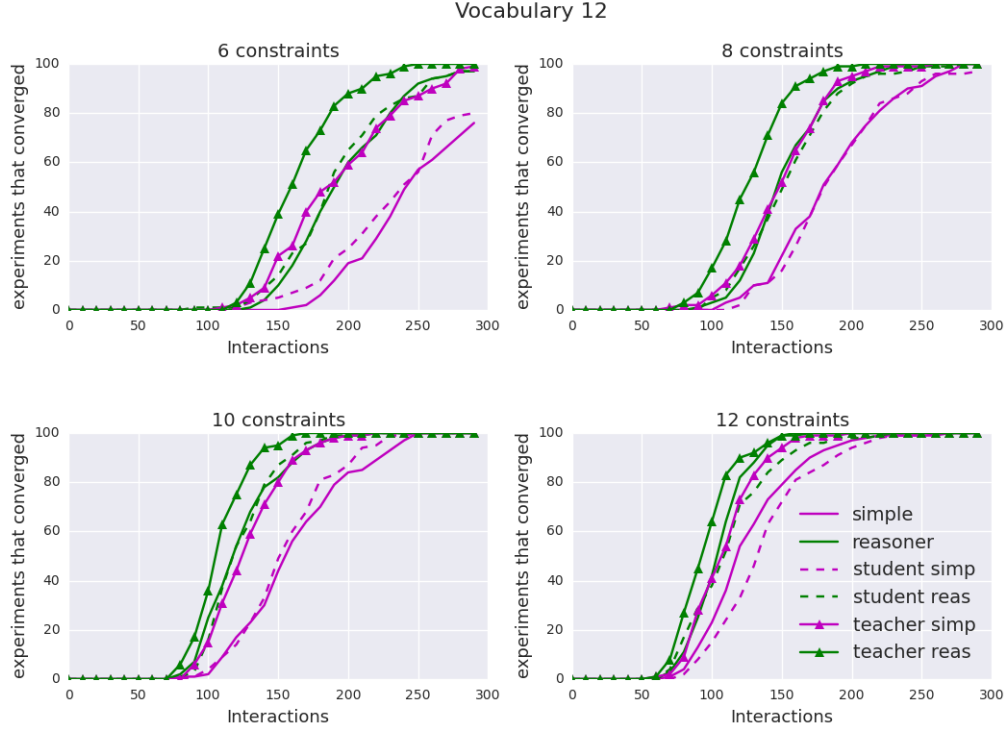 Vocabulary 12
6 constraints
experiments that converged
100
80
60
40
20
0
0 50 100 150 200 250 300
Interactions
8 constraints
experiments that converged
100
80
60
40
20
0
0 50 100 150 200 250 300
Interactions
10 constraints
experiments that converged
100
80
60
40
20
0
0 50 100 150 200 250 300
Interactions
12 constraints
experiments that converged
100
80
60
40
20
0
simple
reasoner
student simp
student reas
teacher simp
teacher reas
0 50 100 150 200 250 300
Interactions